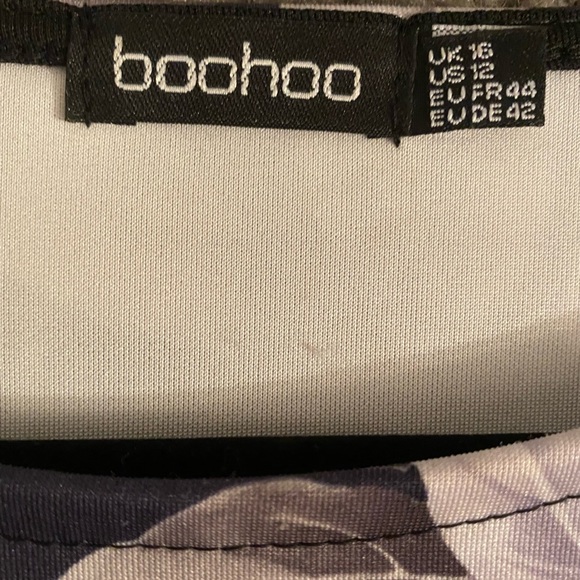 boohoo
UK 16
US 12
EU FR 44
EU DE 42